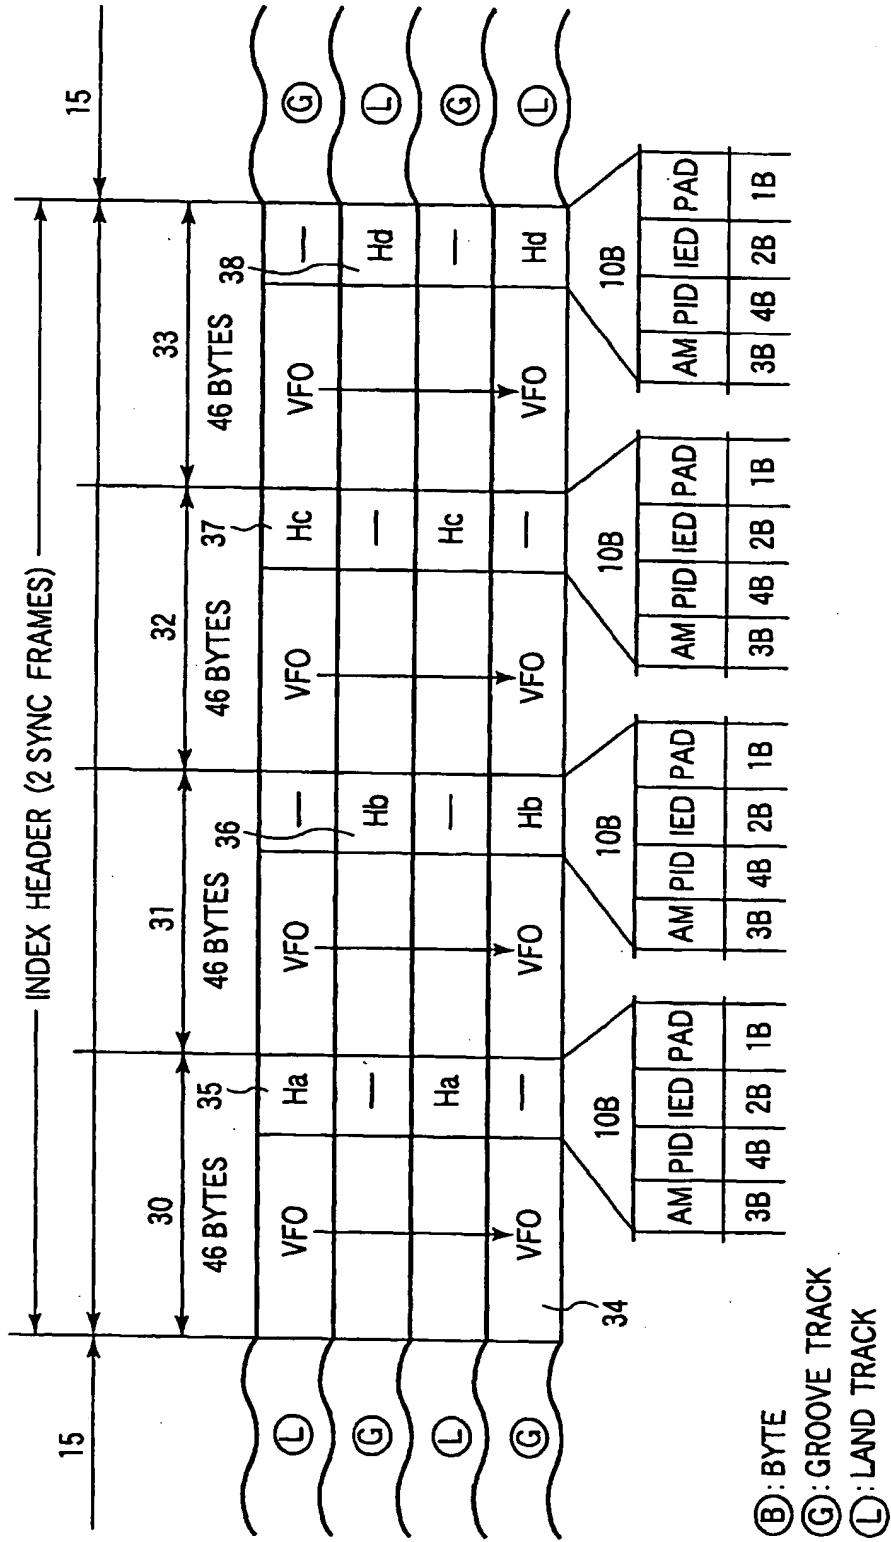 INDEX HEADER (2 SYNC FRAMES)
15 15
30 31 32 33
46 BYTES 46 BYTES 46 BYTES 46 BYTES
35 36 37 38
L VFO Ha VFO — VFO Hc VFO — G
G — Hb — Hd L
L Ha — Hc — G
G VFO — VFO Hb VFO — VFO Hd L
34
10B 10B 10B 10B
AM PID IED PAD AM PID IED PAD AM PID IED PAD AM PID IED PAD
3B 4B 2B 1B 3B 4B 2B 1B 3B 4B 2B 1B 3B 4B 2B 1B
B: BYTE
G: GROOVE TRACK
L: LAND TRACK